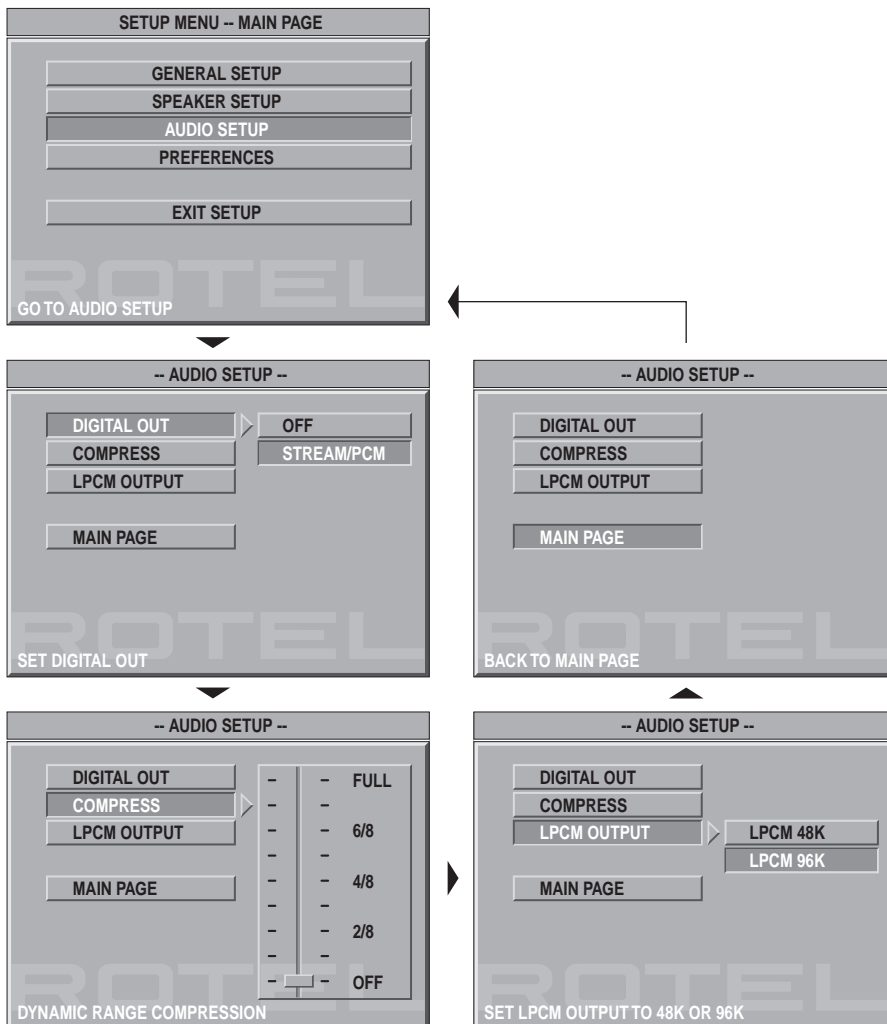 SETUP MENU -- MAIN PAGE
GENERAL SETUP
SPEAKER SETUP
AUDIO SETUP
PREFERENCES
EXIT SETUP
ROTEL
GO TO AUDIO SETUP
-- AUDIO SETUP --
DIGITAL OUT
OFF
COMPRESS
STREAM/PCM
LPCM OUTPUT
MAIN PAGE
ROTEL
SET DIGITAL OUT
-- AUDIO SETUP --
DIGITAL OUT
COMPRESS
LPCM OUTPUT
MAIN PAGE
FULL
6/8
4/8
2/8
OFF
ROTEL
DYNAMIC RANGE COMPRESSION
-- AUDIO SETUP --
DIGITAL OUT
COMPRESS
LPCM OUTPUT
LPCM 48K
LPCM 96K
MAIN PAGE
ROTEL
SET LPCM OUTPUT TO 48K OR 96K
-- AUDIO SETUP --
DIGITAL OUT
COMPRESS
LPCM OUTPUT
MAIN PAGE
ROTEL
BACK TO MAIN PAGE